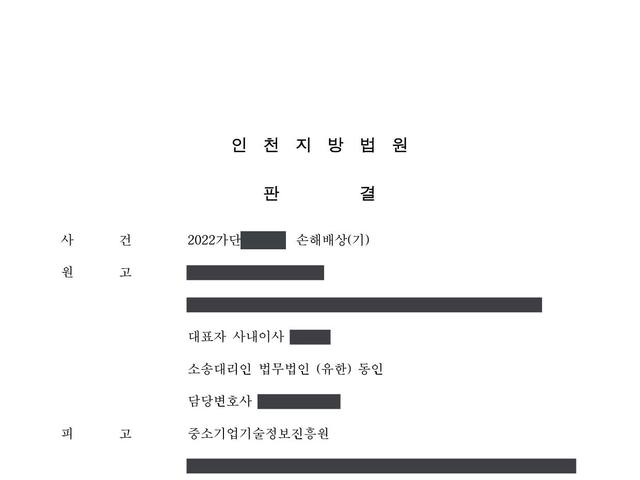 인 천 지 방 법 원
판 결
사 건 2022가단 손해배상(기)
원 고
대표자 사내이사
소송대리인 법무법인 (유한) 동인
담당변호사
피 고 중소기업기술정보진흥원